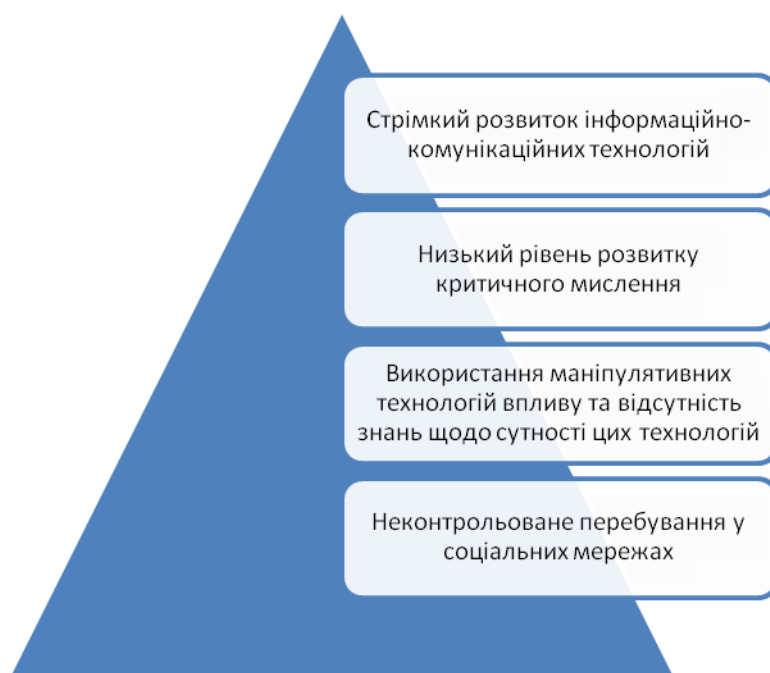 Стрімкий розвиток інформаційно-
комунікаційних технологій
Низький рівень розвитку
критичного мислення
Використання маніпулятивних
технологій впливу та відсутність
знань щодо сутності цих технологій
Неконтрольоване перебування у
соціальних мережах